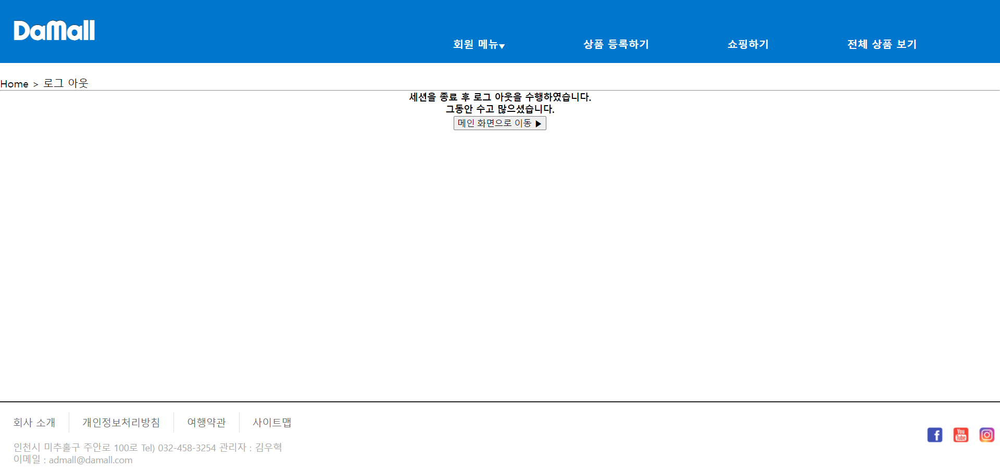 DaMall
회원 메뉴▼ 상품 등록하기 쇼핑하기 전체 상품 보기
Home > 로그 아웃
세션을 종료 후 로그 아웃을 수행하였습니다.
그동안 수고 많으셨습니다.
메인 화면으로 이동 ▶
회사 소개 개인정보처리방침 여행약관 사이트맵
인천시 미추홀구 주안로 100로 Tel) 032-458-3254 관리자 : 김우혁
이메일 : admall@damall.com
You
Tube